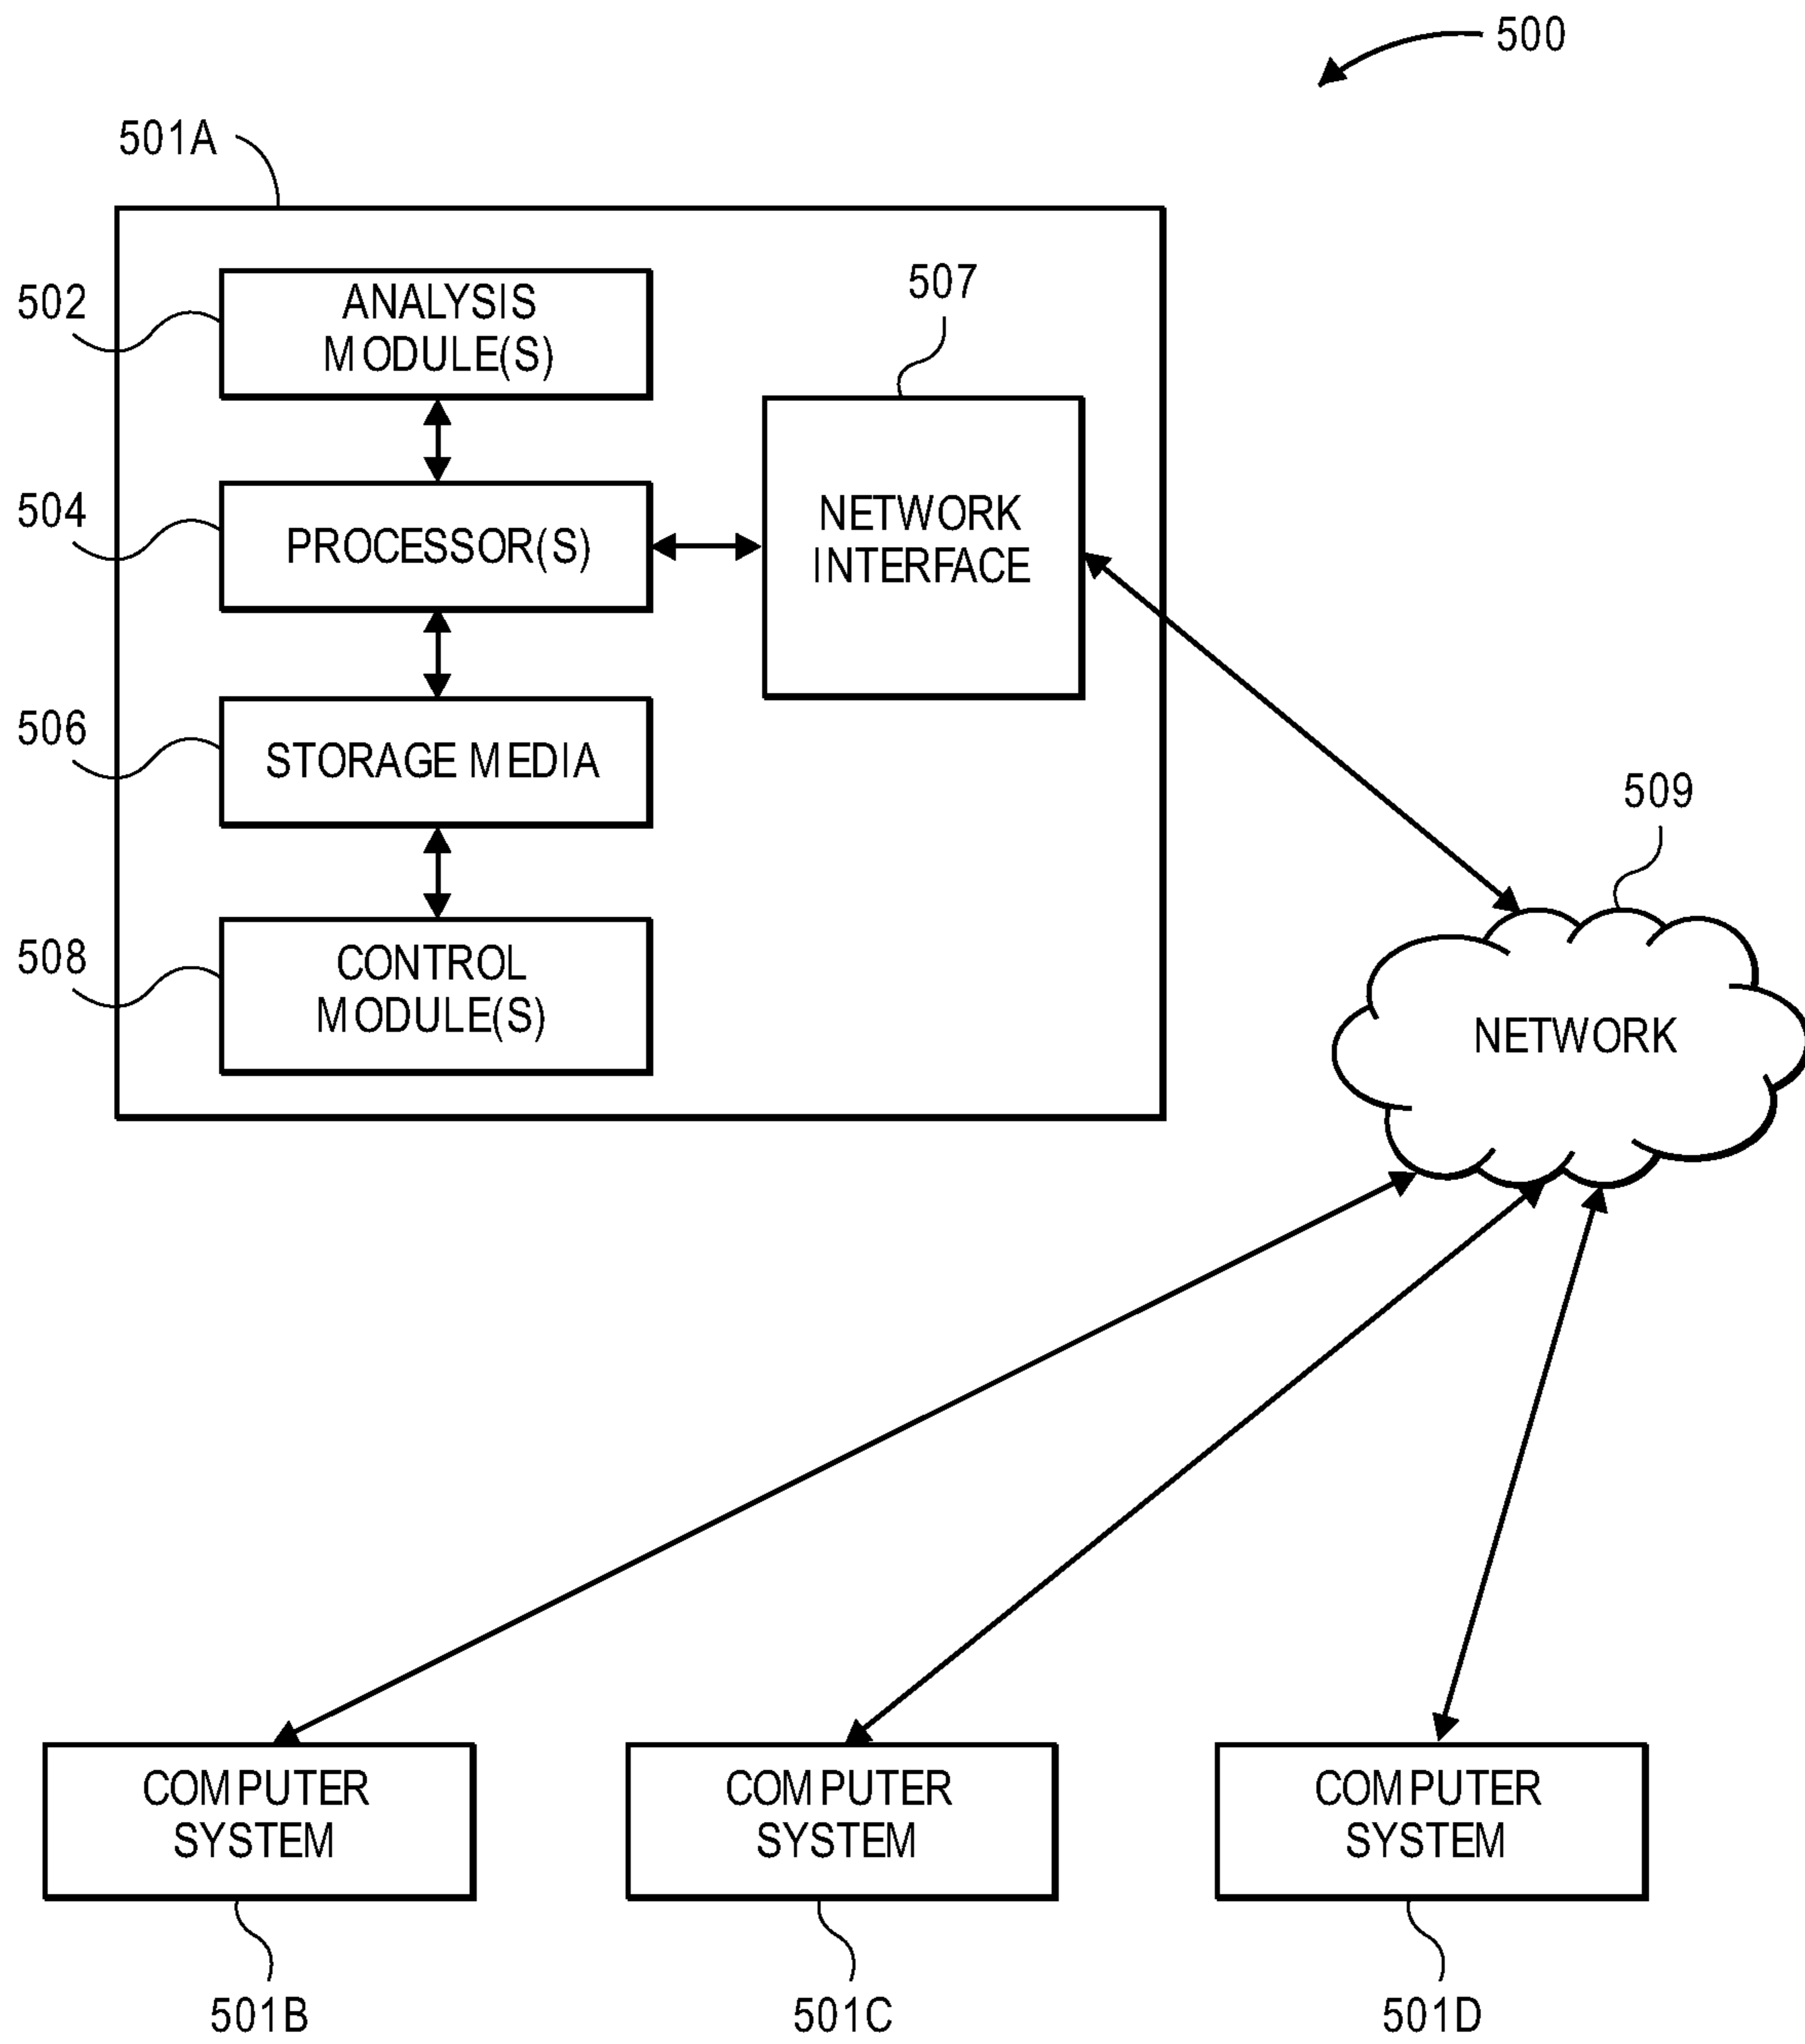 500
501A
502
ANALYSIS
MODULE(S)
507
504
PROCESSOR(S)
NETWORK
INTERFACE
506
STORAGE MEDIA
509
508
CONTROL
MODULE(S)
NETWORK
COMPUTER
SYSTEM
COMPUTER
SYSTEM
COMPUTER
SYSTEM
501B
501C
501D